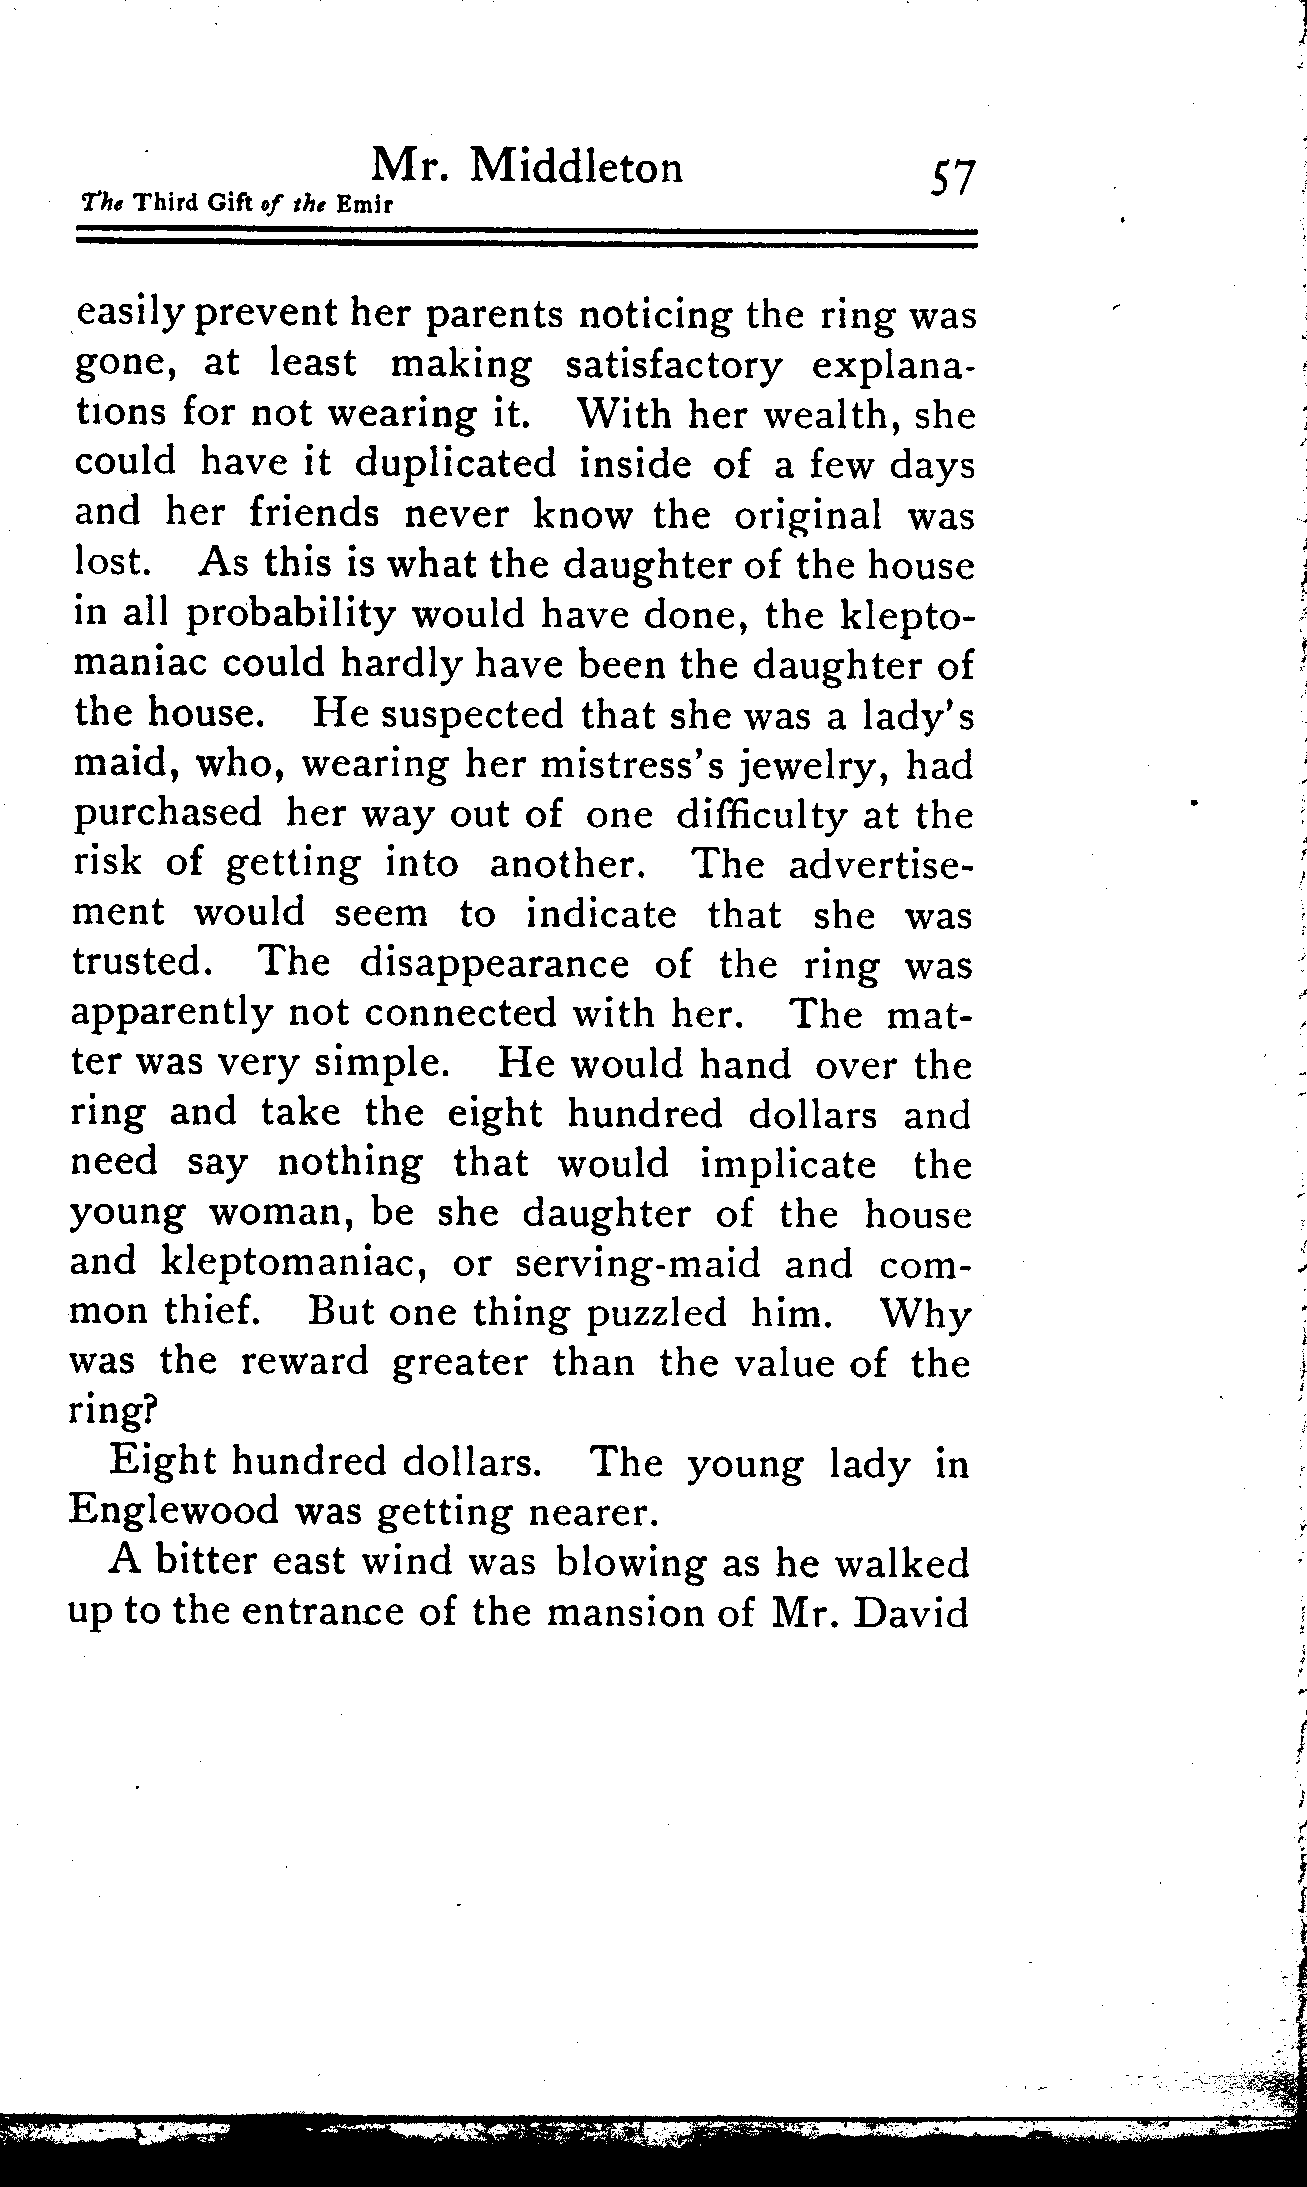 Mr. Middleton 57
The Third Gift of the Emir
easily prevent her parents noticing the ring was
gone, at least making satisfactory explana-
tions for not wearing it. With her wealth, she
could have it duplicated inside of a few days
and her friends never know the original was
lost. As this is what the daughter of the house
in all probability would have done, the klepto-
maniac could hardly have been the daughter of
the house. He suspected that she was a lady's
maid, who, wearing her mistress's jewelry, had
purchased her way out of one difficulty at the
risk of getting into another. The advertise-
ment would seem to indicate that she was
trusted. The disappearance of the ring was
apparently not connected with her. The mat-
ter was very simple. He would hand over the
ring and take the eight hundred dollars and
need say nothing that would implicate the
young woman, be she daughter of the house
and kleptomaniac, or serving-maid and com-
mon thief. But one thing puzzled him. Why
was the reward greater than the value of the
ring?
Eight hundred dollars. The young lady in
Englewood was getting nearer.
A bitter east wind was blowing as he walked
up to the entrance of the mansion of Mr. David